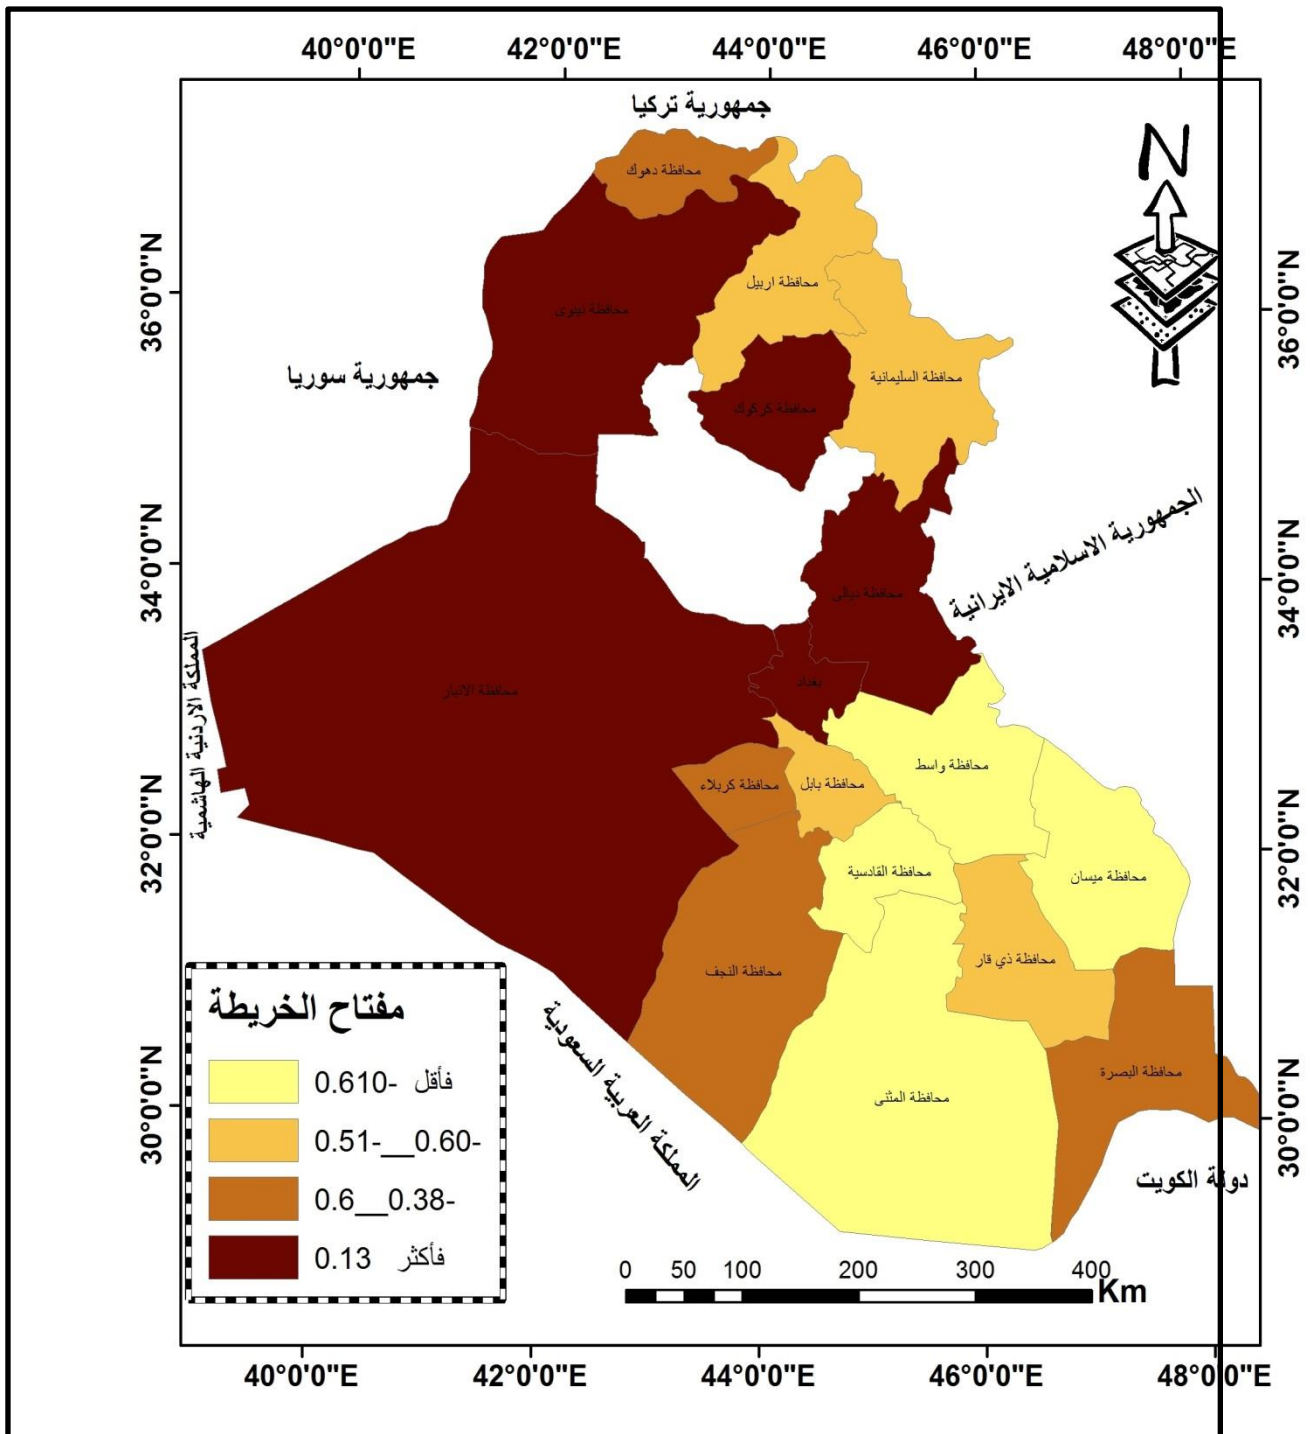 40°0'0"E 42°0'0"E 44°0'0"E 46°0'0"E 48°0'0"E
جمهورية تركيا
N
محافظة دهوك
36°0'0"N
36°0'0"N
محافظة اربيل
محافظة نينوى
جمهورية سوريا
محافظة السليمانية
محافظة كركوك
الجمهورية الاسلامية الايرانية
34°0'0"N
34°0'0"N
محافظة ديالى
المملكة الاردنية الهاشمية
محافظة الانبار
بغداد
محافظة واسط
محافظة كربلاء
محافظة بابل
32°0'0"N
32°0'0"N
محافظة القادسية
محافظة ميسان
محافظة النجف
محافظة ذي قار
المملكة العربية السعودية
محافظة المثنى
محافظة البصرة
30°0'0"N
30°0'0"N
دولة الكويت
مفتاح الخريطة
0.610- فأقل
0.51-__0.60-
0.6__0.38-
0.13 فأكثر
0 50 100 200 300 400
Km
40°0'0"E 42°0'0"E 44°0'0"E 46°0'0"E 48°0'0"E